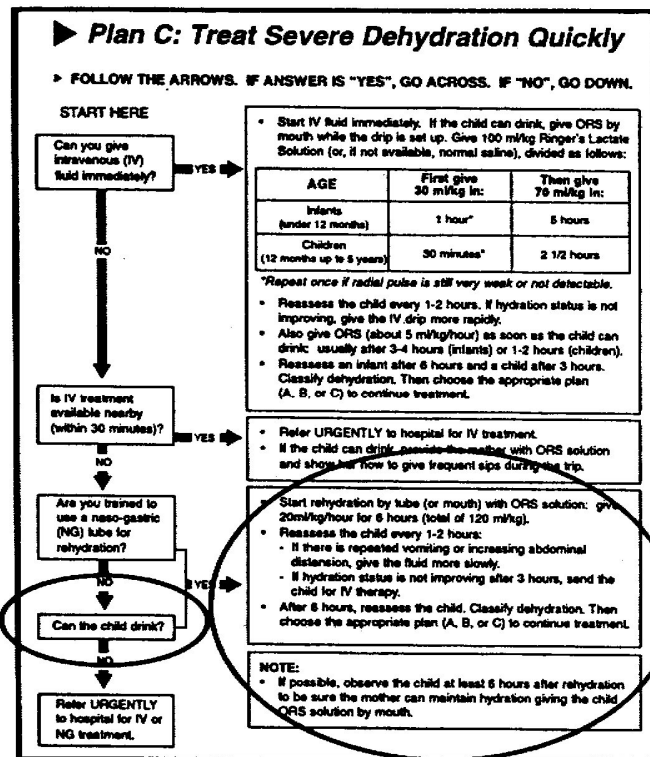 ▶ Plan C: Treat Severe Dehydration Quickly
▸ FOLLOW THE ARROWS. IF ANSWER IS "YES", GO ACROSS. IF "NO", GO DOWN.
START HERE
Can you give
intravenous (IV)
fluid immediately?
YES
• Start IV fluid immediately. If the child can drink, give ORS by
mouth while the drip is set up. Give 100 ml/kg Ringer's Lactate
Solution (or, if not available, normal saline), divided as follows:
AGE
First give
30 ml/kg in:
Then give
70 ml/kg in:
Infants
(under 12 months)
1 hour*
5 hours
Children
(12 months up to 5 years)
30 minutes*
2 1/2 hours
*Repeat once if radial pulse is still very weak or not detectable.
• Reassess the child every 1-2 hours. If hydration status is not
improving, give the IV drip more rapidly.
• Also give ORS (about 5 ml/kg/hour) as soon as the child can
drink: usually after 3-4 hours (infants) or 1-2 hours (children).
• Reassess an infant after 6 hours and a child after 3 hours.
Classify dehydration. Then choose the appropriate plan
(A, B, or C) to continue treatment.
NO
Is IV treatment
available nearby
(within 30 minutes)?
YES
• Refer URGENTLY to hospital for IV treatment.
• If the child can drink, provide the mother with ORS solution
and show her how to give frequent sips during the trip.
NO
Are you trained to
use a naso-gastric
(NG) tube for
rehydration?
YES
Start rehydration by tube (or mouth) with ORS solution: give
20ml/kg/hour for 6 hours (total of 120 ml/kg).
• Reassess the child every 1-2 hours:
- If there is repeated vomiting or increasing abdominal
distension, give the fluid more slowly.
- If hydration status is not improving after 3 hours, send the
child for IV therapy.
• After 6 hours, reassess the child. Classify dehydration. Then
choose the appropriate plan (A, B, or C) to continue treatment.
NO
Can the child drink?
NO
Refer URGENTLY
to hospital for IV or
NG treatment.
NOTE:
• If possible, observe the child at least 6 hours after rehydration
to be sure the mother can maintain hydration giving the child
ORS solution by mouth.